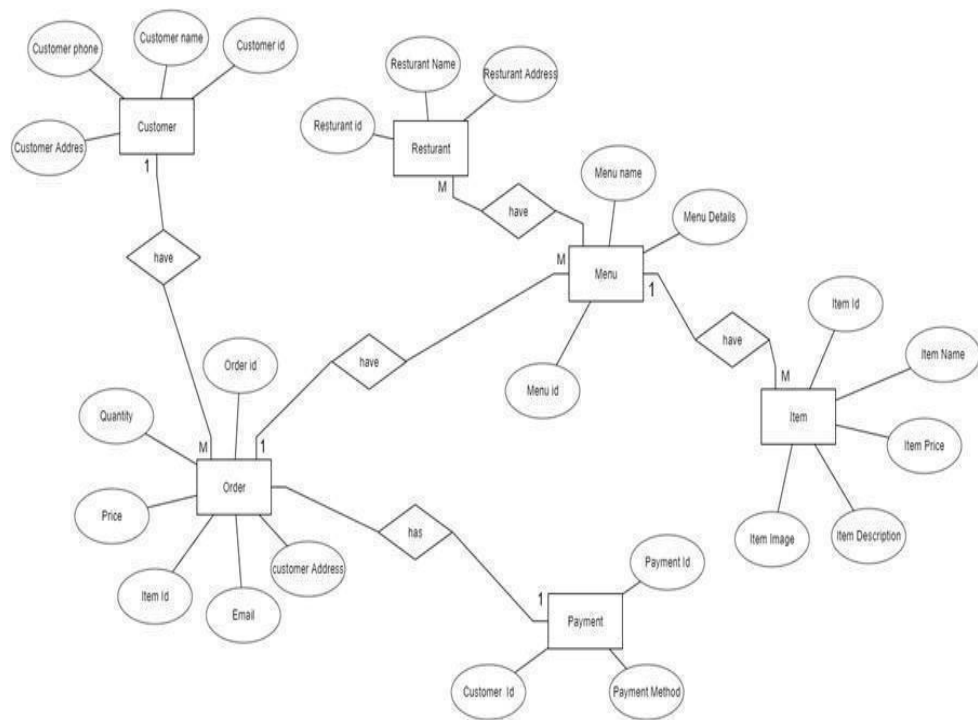 Customer name
Customer phone
Customer id
Customer
Customer Addres
1
have
Resturant Name
Resturant Address
Resturant id
Resturant
M
have
Menu name
Menu Details
M
Menu
1
Menu id
have
Item Id
Item Name
M
Item
Item Price
Item Image
Item Description
have
Order id
Quantity
M
1
Order
Price
Item Id
Email
customer Address
has
1
Payment Id
Payment
Customer Id
Payment Method